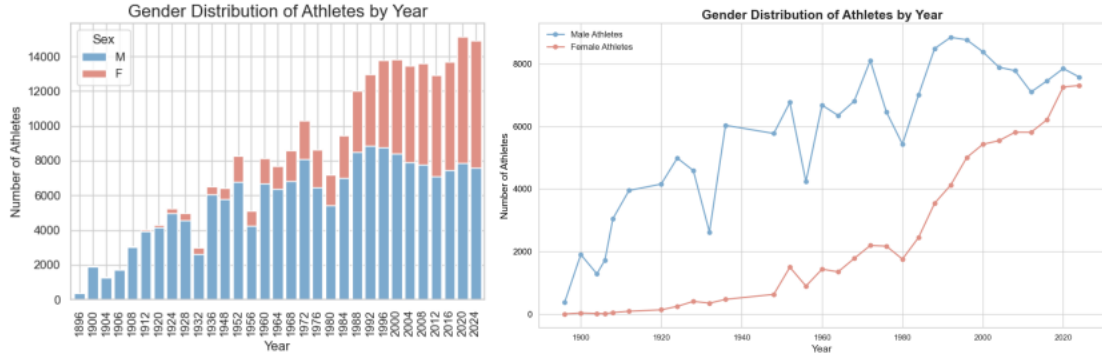 Gender Distribution of Athletes by Year
Sex
M
F
14000
12000
10000
8000
6000
4000
2000
0
Number of Athletes
1896 1900 1904 1906 1908 1912 1920 1924 1928 1932 1936 1948 1952 1956 1960 1964 1968 1972 1976 1980 1984 1988 1992 1996 2000 2004 2008 2012 2016 2020 2024
Year
Gender Distribution of Athletes by Year
Male Athletes
Female Athletes
8000
6000
4000
2000
0
Number of Athletes
1900 1920 1940 1960 1980 2000 2020
Year